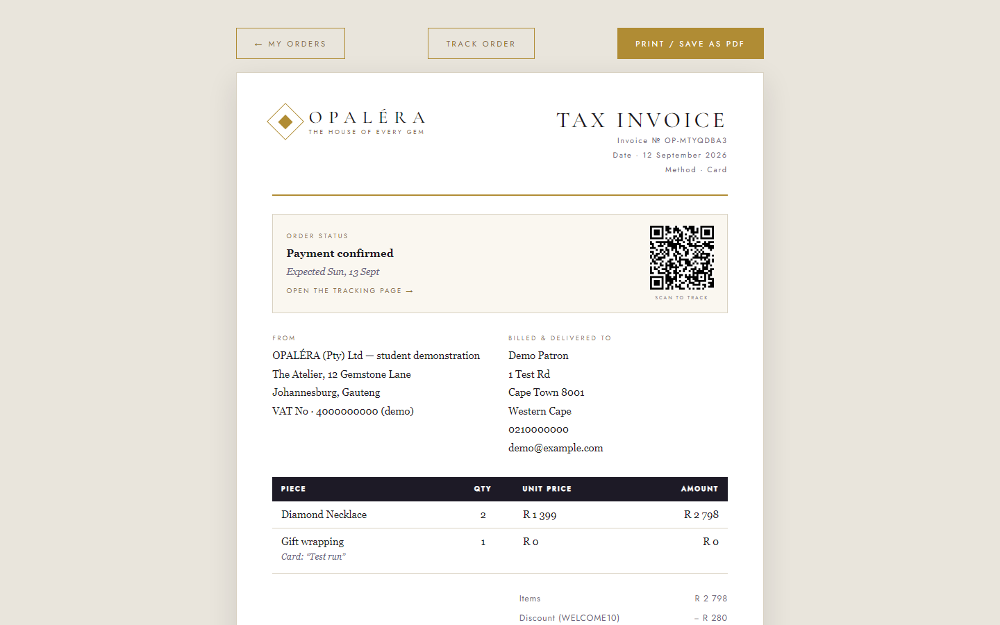 ← MY ORDERS
TRACK ORDER
PRINT / SAVE AS PDF
OPALÉRA
THE HOUSE OF EVERY GEM
TAX INVOICE
Invoice № OP-MTYQDBA3
Date · 12 September 2026
Method · Card
ORDER STATUS
Payment confirmed
Expected Sun, 13 Sept
OPEN THE TRACKING PAGE →
SCAN TO TRACK
FROM
OPALÉRA (Pty) Ltd — student demonstration
The Atelier, 12 Gemstone Lane
Johannesburg, Gauteng
VAT No · 4000000000 (demo)
BILLED & DELIVERED TO
Demo Patron
1 Test Rd
Cape Town 8001
Western Cape
0210000000
demo@example.com
PIECE QTY UNIT PRICE AMOUNT
Diamond Necklace 2 R 1 399 R 2 798
Gift wrapping 1 R 0 R 0
Card: “Test run”
Items R 2 798
Discount (WELCOME10) − R 280